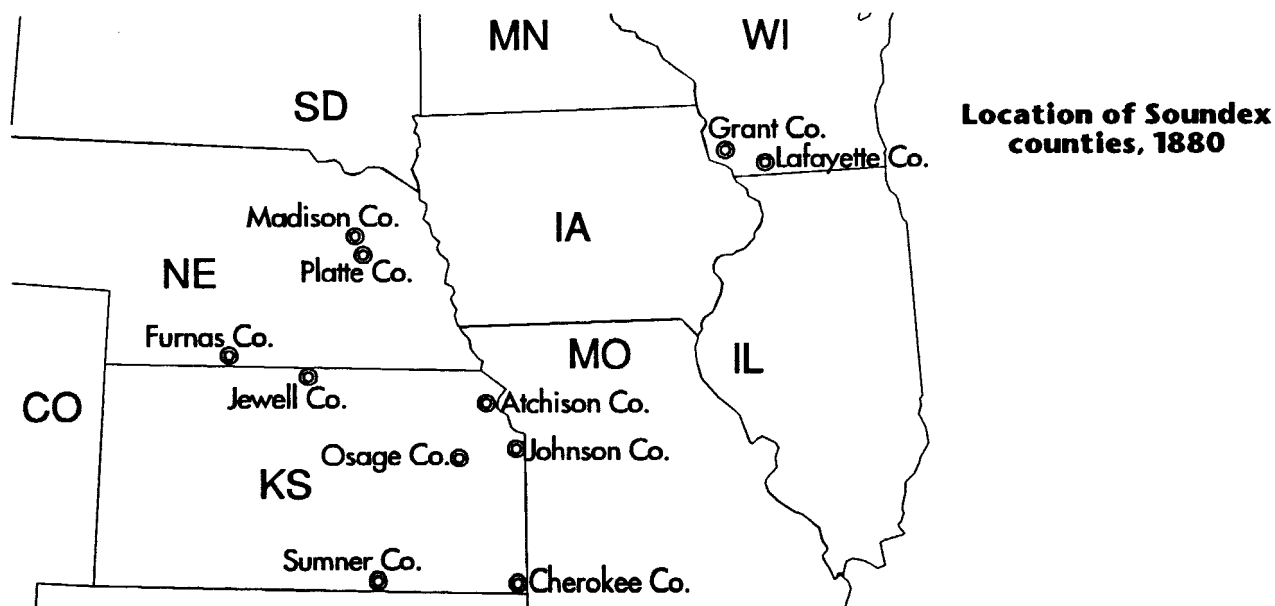 MN
WI
SD
Location of Soundex
counties, 1880
Grant Co.
Lafayette Co.
Madison Co.
IA
Platte Co.
NE
Furnas Co.
MO
IL
Jewell Co.
CO
Atchison Co.
Osage Co.
Johnson Co.
KS
Sumner Co.
Cherokee Co.